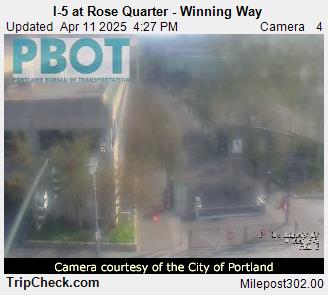 I-5 at Rose Quarter - Winning Way
Updated Apr 11 2025 4:27 PM Camera 4
PBOT
PORTLAND BUREAU OF TRANSPORTATION
Camera courtesy of the City of Portland
TripCheck.com Milepost302.00